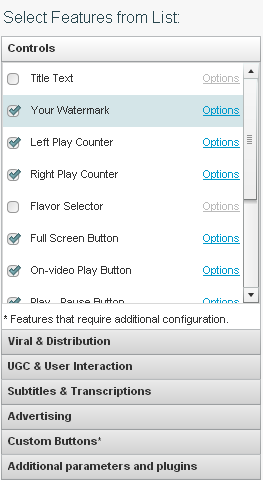 Select Features from List:
Controls
Title Text Options
Your Watermark Options
Left Play Counter Options
Right Play Counter Options
Flavor Selector Options
Full Screen Button Options
On-video Play Button Options
Play - Pause Button Options
* Features that require additional configuration.
Viral & Distribution
UGC & User Interaction
Subtitles & Transcriptions
Advertising
Custom Buttons*
Additional parameters and plugins